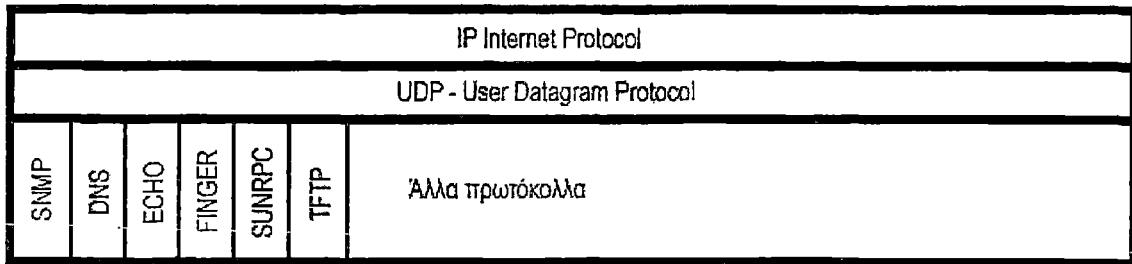 IP Internet Protocol
UDP - User Datagram Protocol
SNMP
DNS
ECHO
FINGER
SUNRPC
TFTP
Άλλα πρωτόκολλα